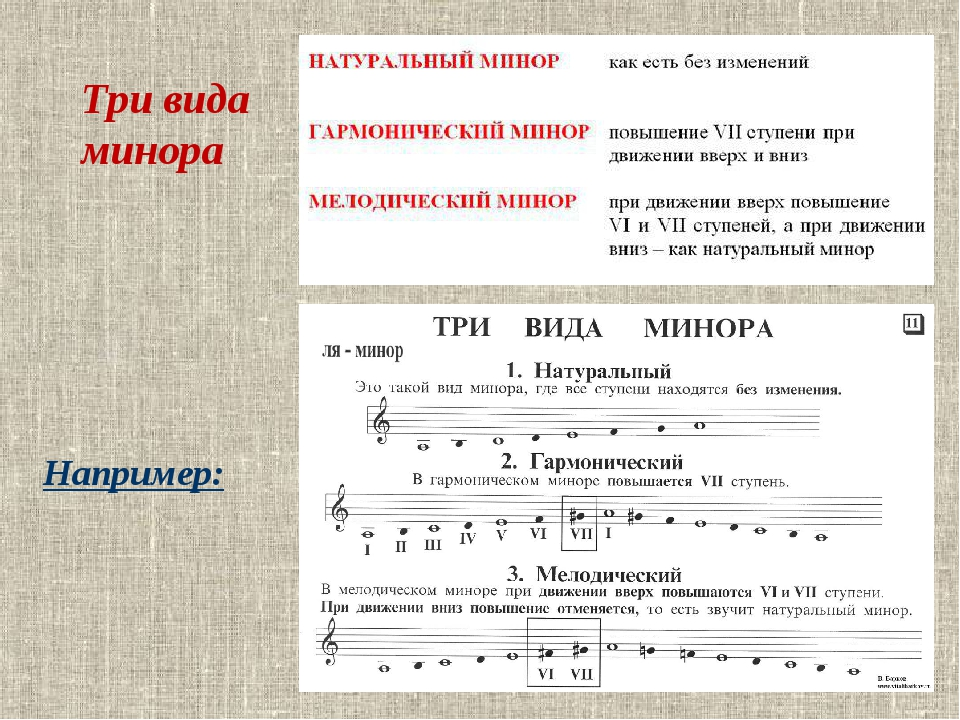 Три вида
минора
НАТУРАЛЬНЫЙ МИНОР как есть без изменений
ГАРМОНИЧЕСКИЙ МИНОР повышение VII ступени при
движении вверх и вниз
МЕЛОДИЧЕСКИЙ МИНОР при движении вверх повышение
VI и VII ступеней, а при движении
вниз – как натуральный минор
Например:
ТРИ ВИДА МИНОРА 11
ля - минор
1. Натуральный
Это такой вид минора, где все ступени находятся без изменения.
2. Гармонический
В гармоническом миноре повышается VII ступень.
I II III IV V VI VII I
3. Мелодический
В мелодическом миноре при движении вверх повышаются VI и VII ступени.
При движении вниз повышение отменяется, то есть звучит натуральный минор.
VI VII